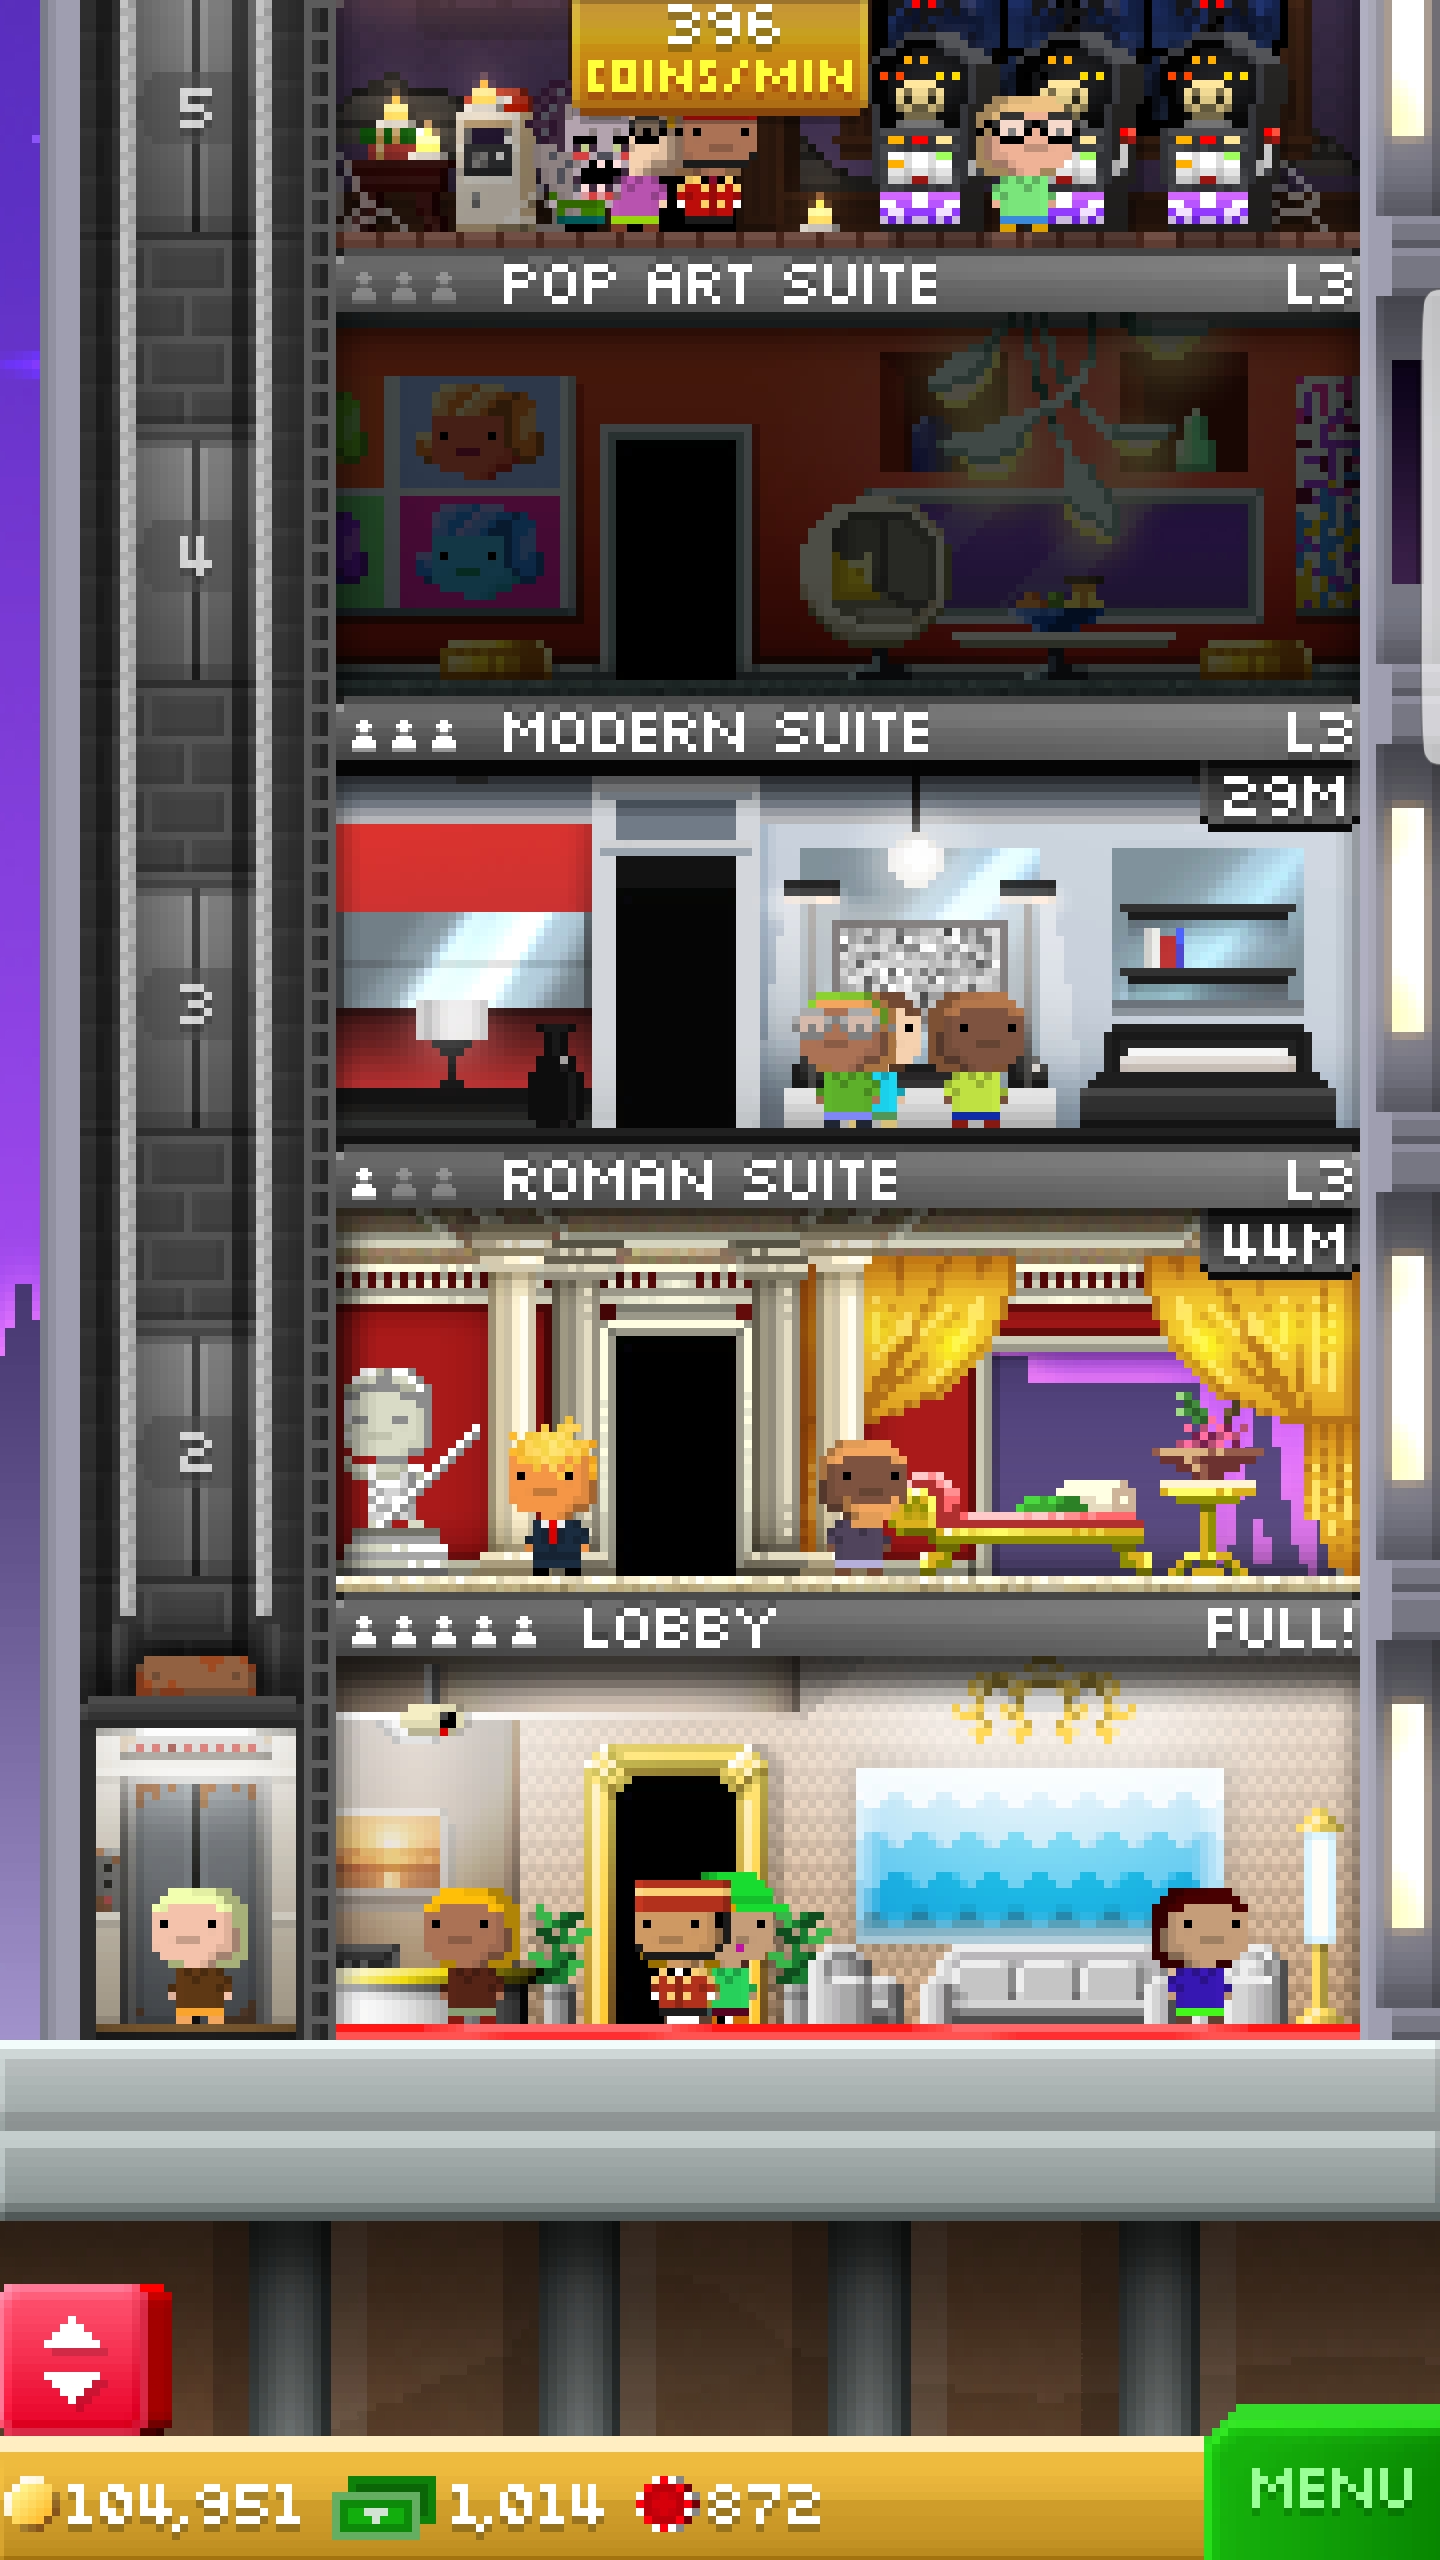 396
COINS/MIN
5
POP ART SUITE L3
4
MODERN SUITE L3
29M
3
ROMAN SUITE L3
44M
2
LOBBY FULL!
104,951 1,014 872
MENU